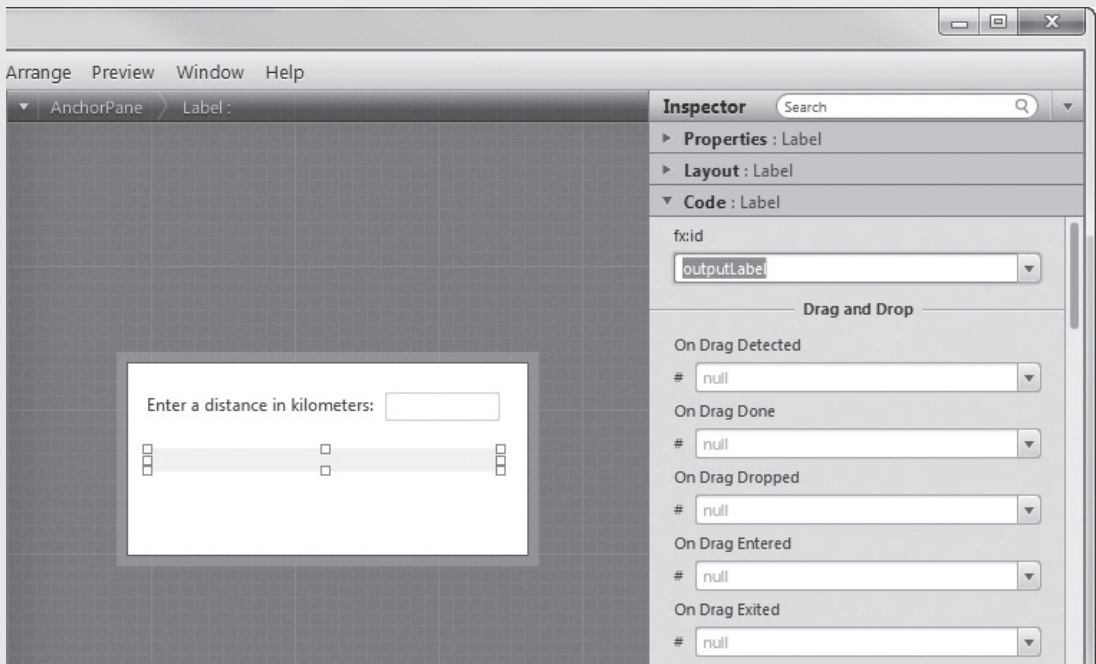 Arrange Preview Window Help
AnchorPane Label :
Inspector Search
Properties : Label
Layout : Label
Code : Label
fx:id
outputLabel
Drag and Drop
On Drag Detected
# null
On Drag Done
# null
On Drag Dropped
# null
On Drag Entered
# null
On Drag Exited
# null
Enter a distance in kilometers: